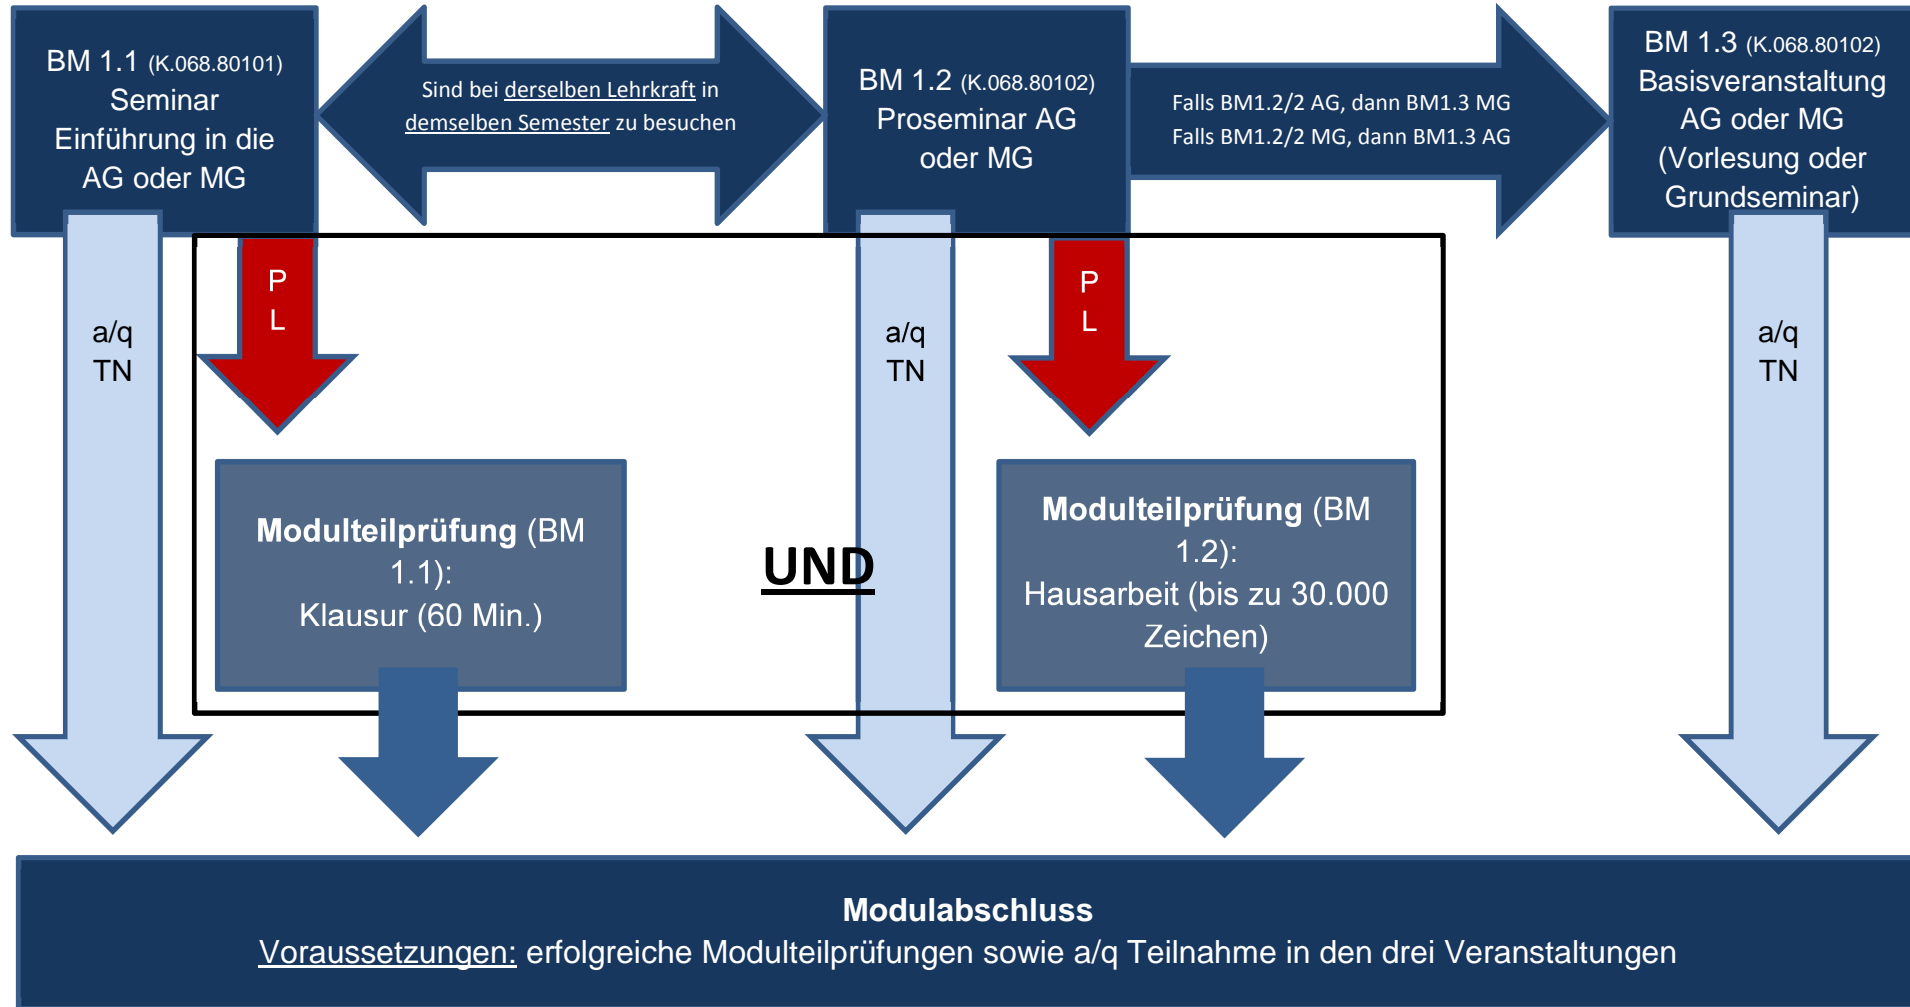 BM 1.1 (K.068.80101)
Seminar
Einführung in die
AG oder MG
Sind bei derselben Lehrkraft in
demselben Semester zu besuchen
BM 1.2 (K.068.80102)
Proseminar AG
oder MG
Falls BM1.2/2 AG, dann BM1.3 MG
Falls BM1.2/2 MG, dann BM1.3 AG
BM 1.3 (K.068.80102)
Basisveranstaltung
AG oder MG
(Vorlesung oder
Grundseminar)
a/q
TN
P
L
a/q
TN
P
L
a/q
TN
Modulteilprüfung (BM
1.1):
Klausur (60 Min.)
UND
Modulteilprüfung (BM
1.2):
Hausarbeit (bis zu 30.000
Zeichen)
Modulabschluss
Voraussetzungen: erfolgreiche Modulteilprüfungen sowie a/q Teilnahme in den drei Veranstaltungen